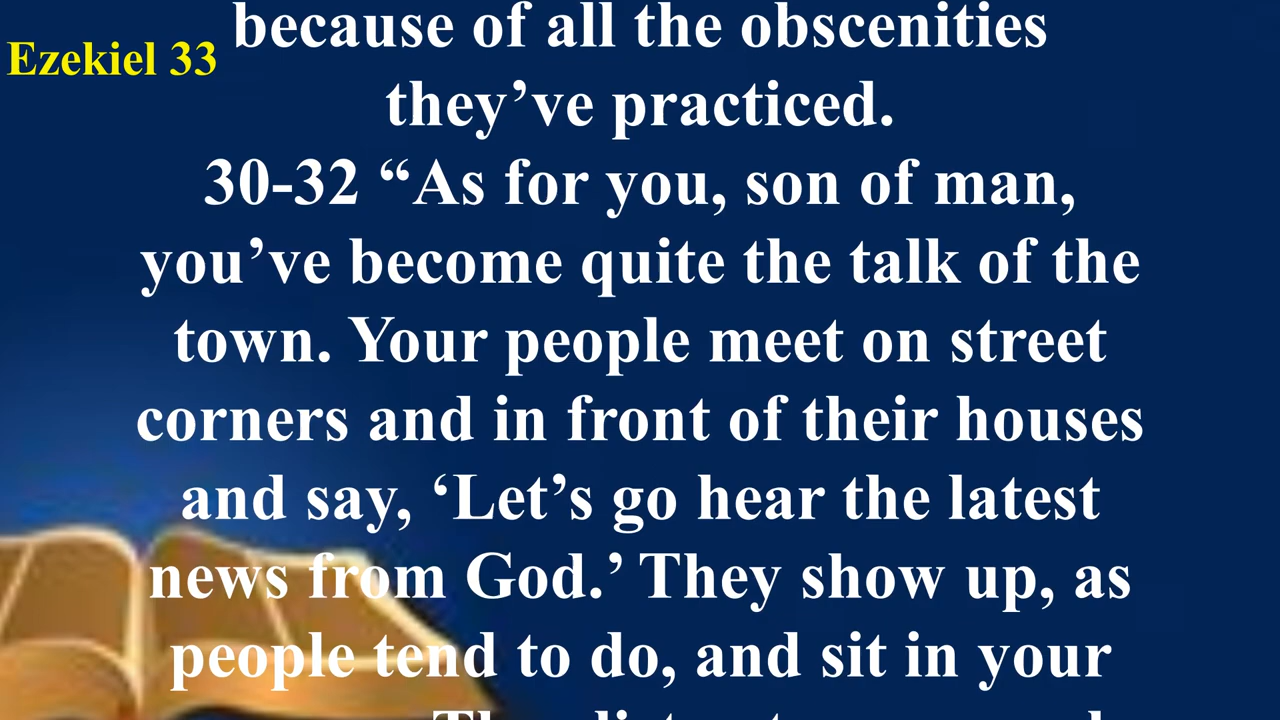 because of all the obscenities
Ezekiel 33
they’ve practiced.
30-32 “As for you, son of man,
you’ve become quite the talk of the
town. Your people meet on street
corners and in front of their houses
and say, ‘Let’s go hear the latest
news from God.’ They show up, as
people tend to do, and sit in your